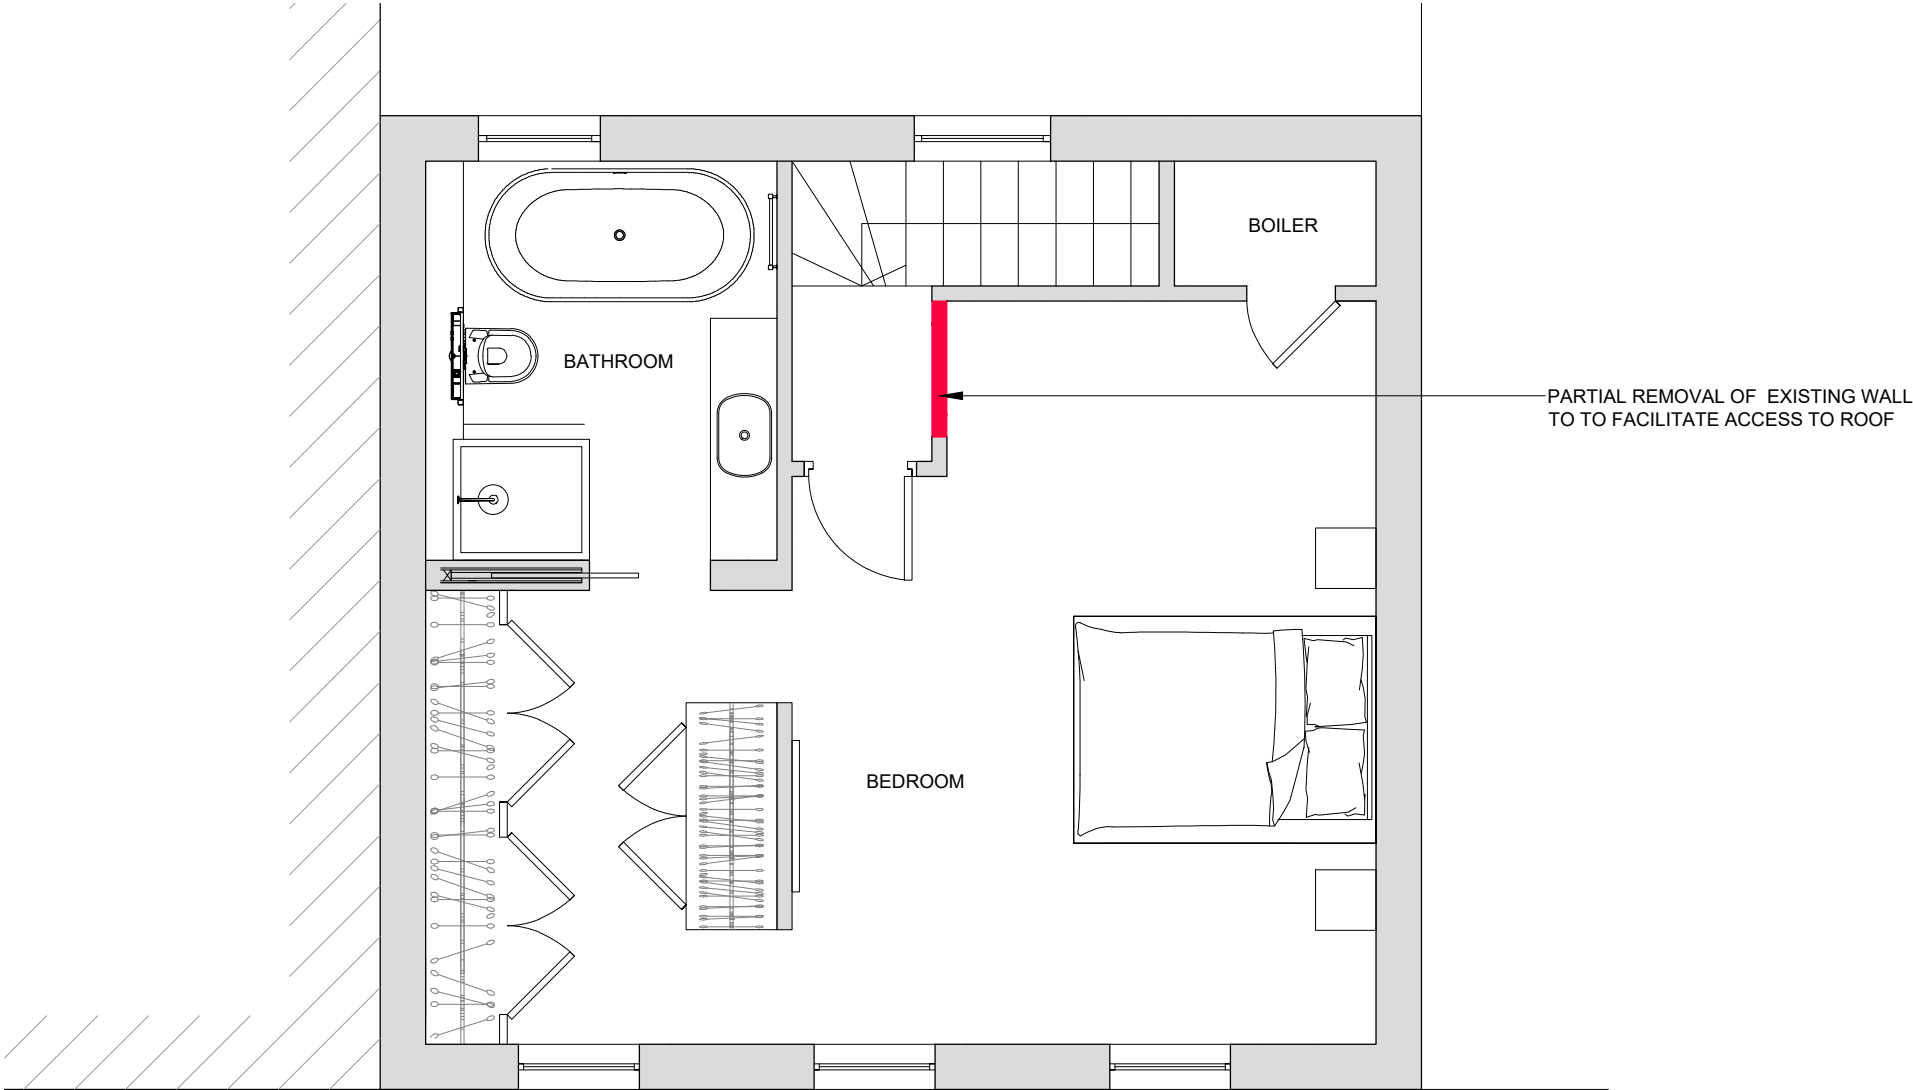 BOILER
BATHROOM
PARTIAL REMOVAL OF EXISTING WALL
TO TO FACILITATE ACCESS TO ROOF
BEDROOM